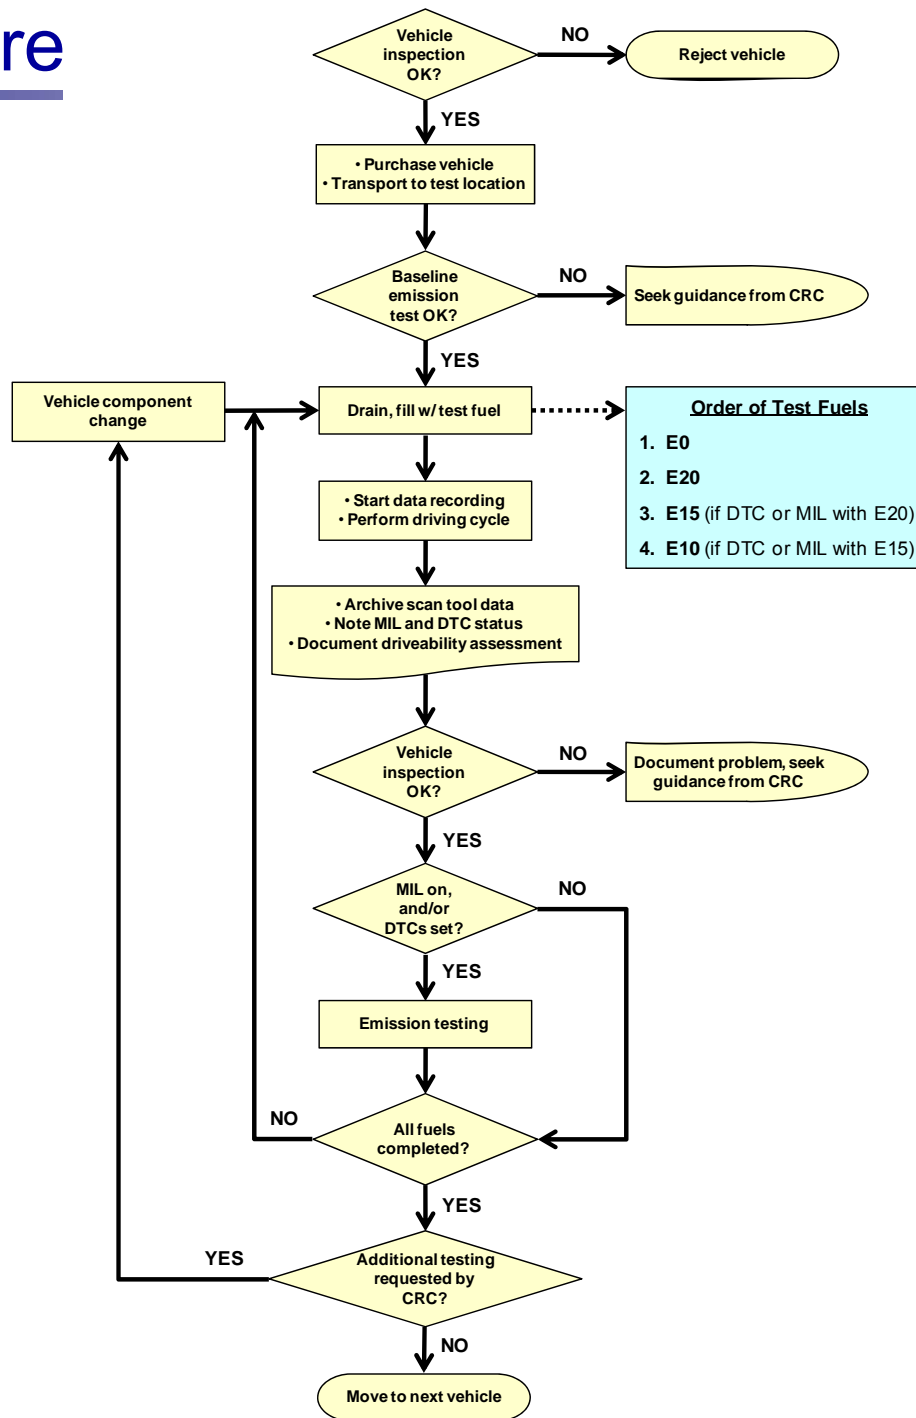 re
Vehicle
inspection
OK?
NO
Reject vehicle
YES
• Purchase vehicle
• Transport to test location
Baseline
emission
test OK?
NO
Seek guidance from CRC
YES
Vehicle component
change
Drain, fill w/ test fuel
Order of Test Fuels
1. E0
2. E20
3. E15 (if DTC or MIL with E20)
4. E10 (if DTC or MIL with E15)
• Start data recording
• Perform driving cycle
• Archive scan tool data
• Note MIL and DTC status
• Document driveability assessment
Vehicle
inspection
OK?
NO
Document problem, seek
guidance from CRC
YES
MIL on,
and/or
DTCs set?
NO
YES
Emission testing
NO
All fuels
completed?
YES
YES
Additional testing
requested by
CRC?
NO
Move to next vehicle